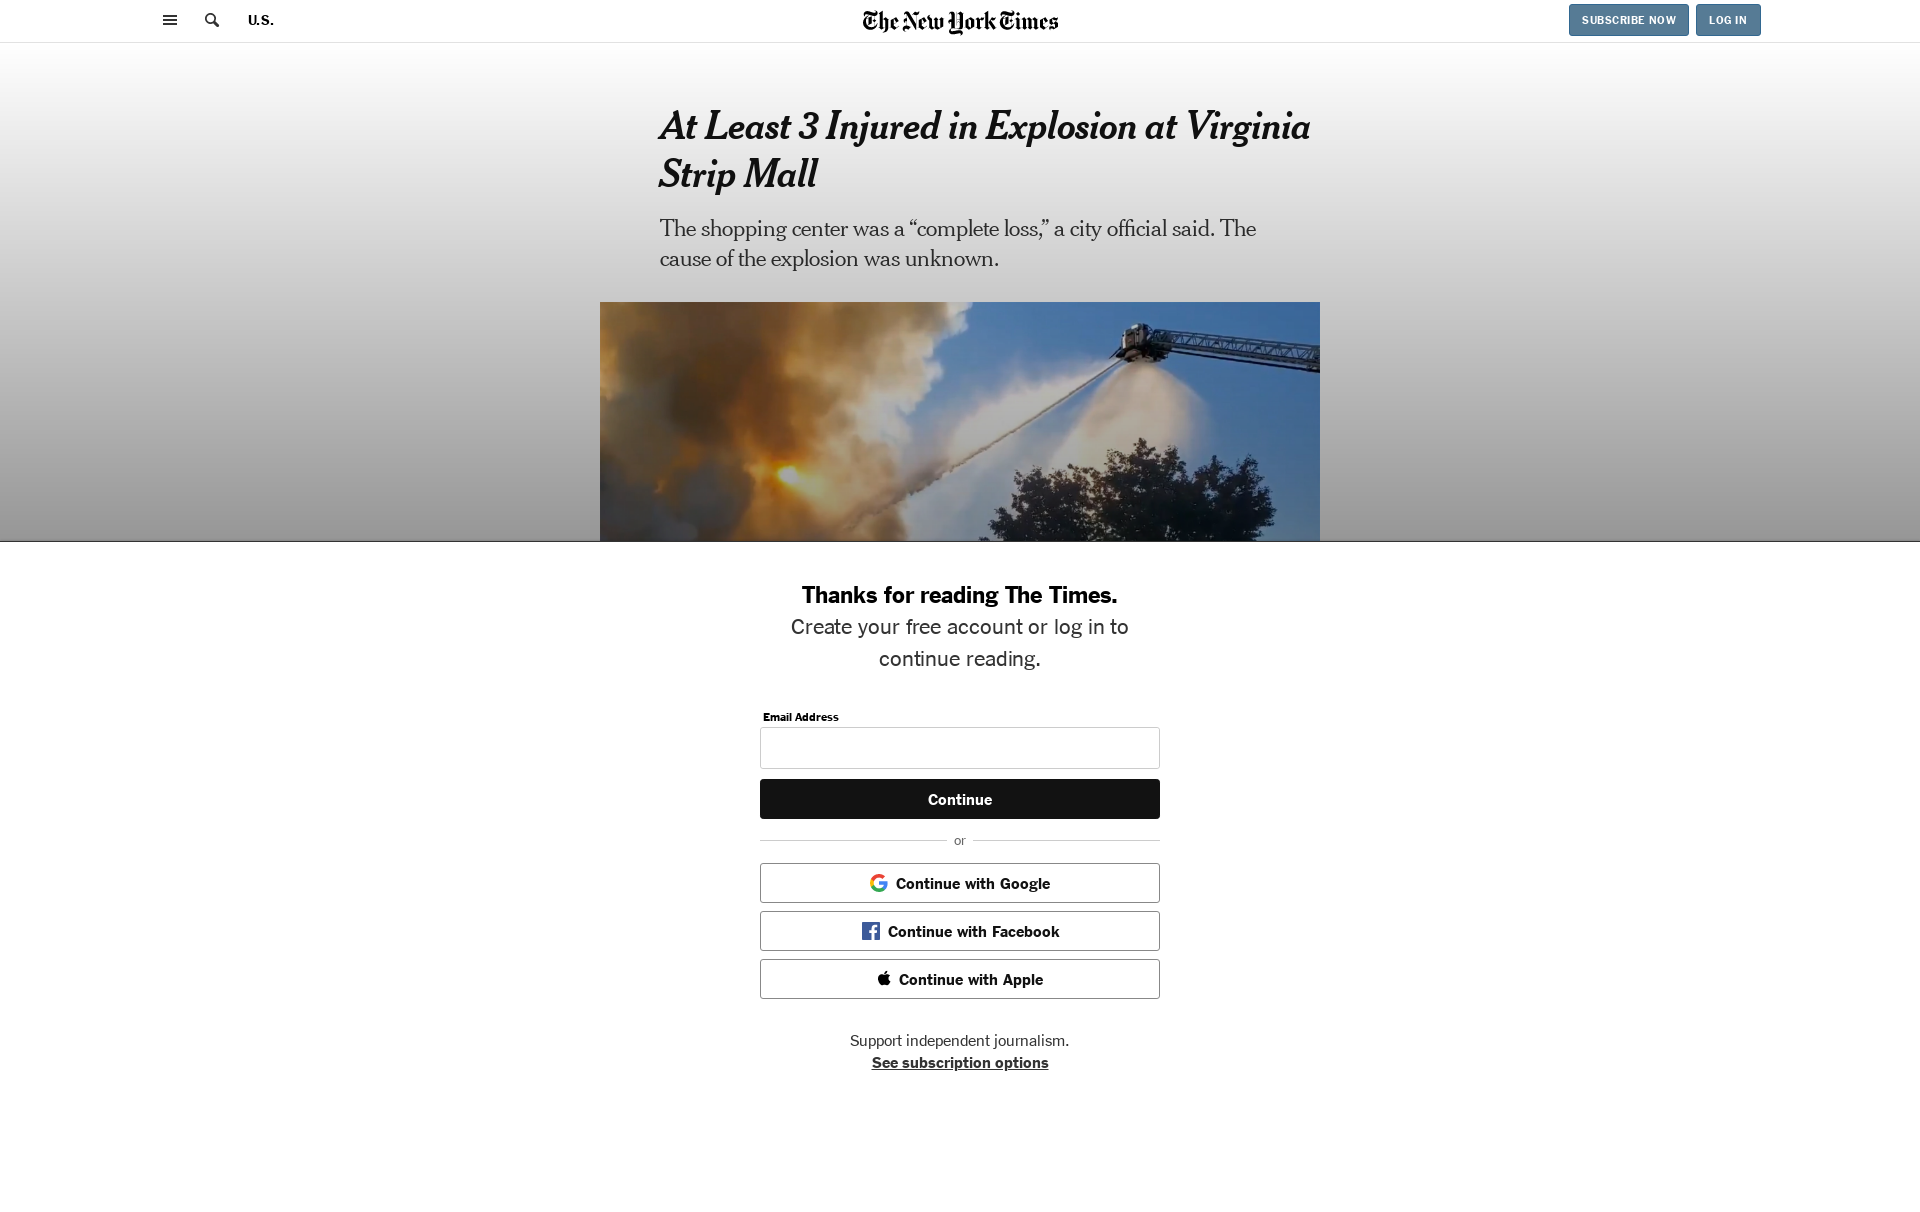 U.S.
The New York Times
SUBSCRIBE NOW
LOG IN
At Least 3 Injured in Explosion at Virginia
Strip Mall
The shopping center was a “complete loss,” a city official said. The
cause of the explosion was unknown.
Thanks for reading The Times.
Create your free account or log in to
continue reading.
Email Address
Continue
or
Continue with Google
Continue with Facebook
Continue with Apple
Support independent journalism.
See subscription options